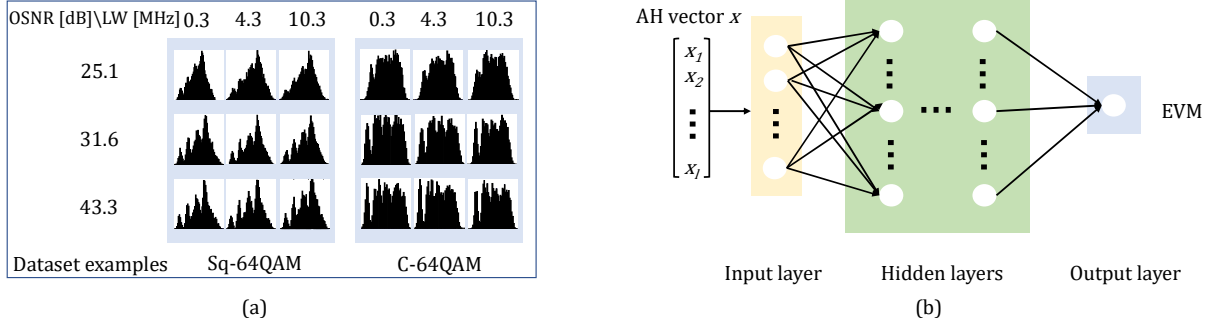 OSNR [dB]\LW [MHz] 0.3 4.3 10.3 0.3 4.3 10.3
25.1
31.6
43.3
Dataset examples Sq-64QAM C-64QAM
(a)
AH vector x
x1
x2
xI
EVM
Input layer Hidden layers Output layer
(b)